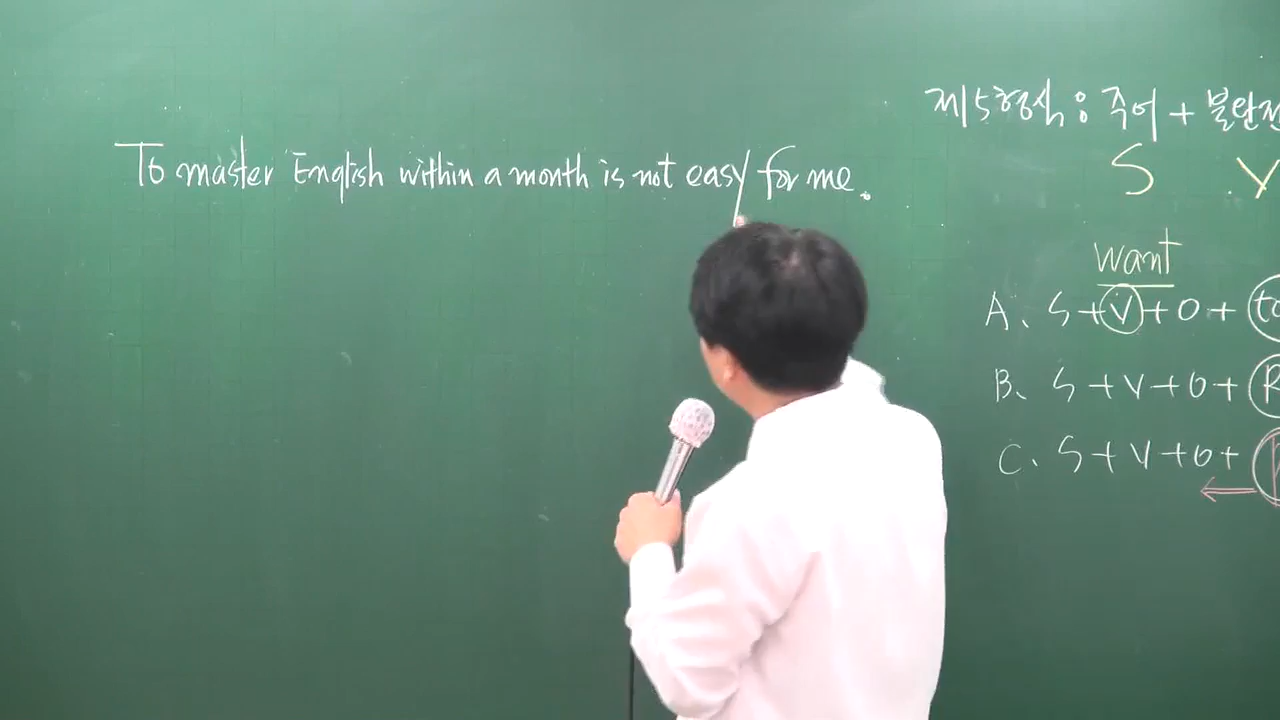 To master English within a month is not easy for me.
제5형식 : 주어 + 불완전
S V
want
A. S + V + O + to
B. S + V + O + R
C. S + V + O +